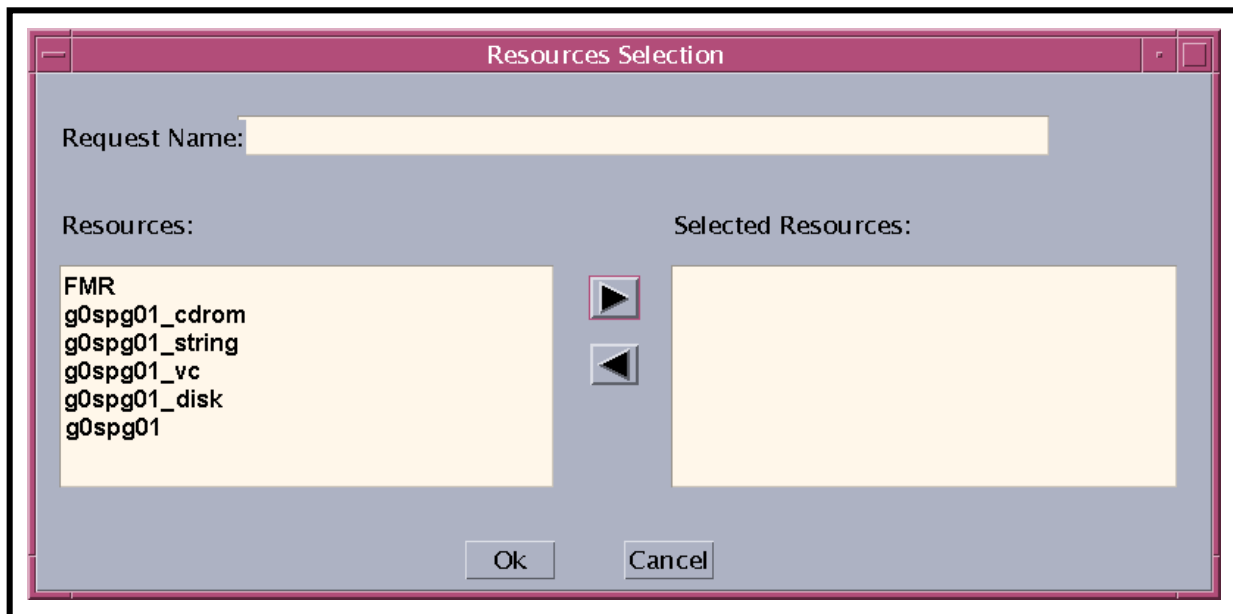 Resources Selection
Request Name:
Resources:
Selected Resources:
FMR
g0spg01_cdrom
g0spg01_string
g0spg01_vc
g0spg01_disk
g0spg01
Ok
Cancel